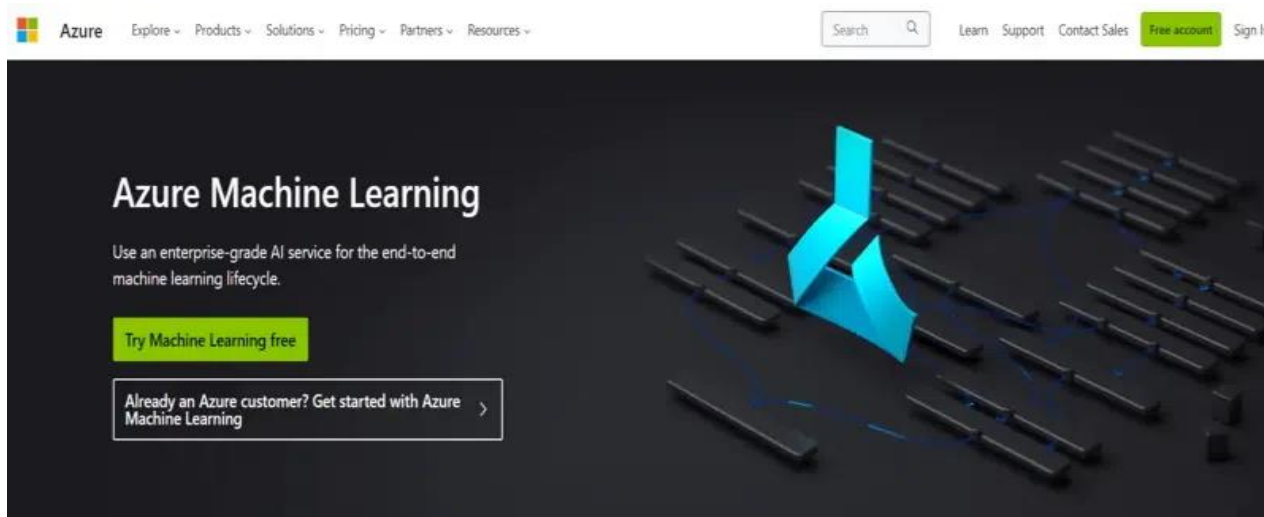 Azure Explore Products Solutions Pricing Partners Resources Search Learn Support Contact Sales Free account Sign I
Azure Machine Learning
Use an enterprise-grade AI service for the end-to-end
machine learning lifecycle.
Try Machine Learning free
Already an Azure customer? Get started with Azure
Machine Learning